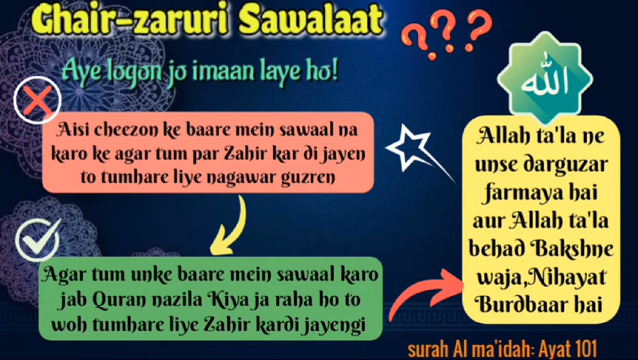 Ghair-zaruri Sawalaat ???
Aye logon jo imaan laye ho!
Aisi cheezon ke baare mein sawaal na
karo ke agar tum par Zahir kar di jayen
to tumhare liye nagawar guzren
Agar tum unke baare mein sawaal karo
jab Quran nazila Kiya ja raha ho to
woh tumhare liye Zahir kardi jayengi
الله
Allah ta'la ne
unse darguzar
farmaya hai
aur Allah ta'la
behad Bakshne
waja,Nihayat
Burdbaar hai
surah Al ma'idah: Ayat 101